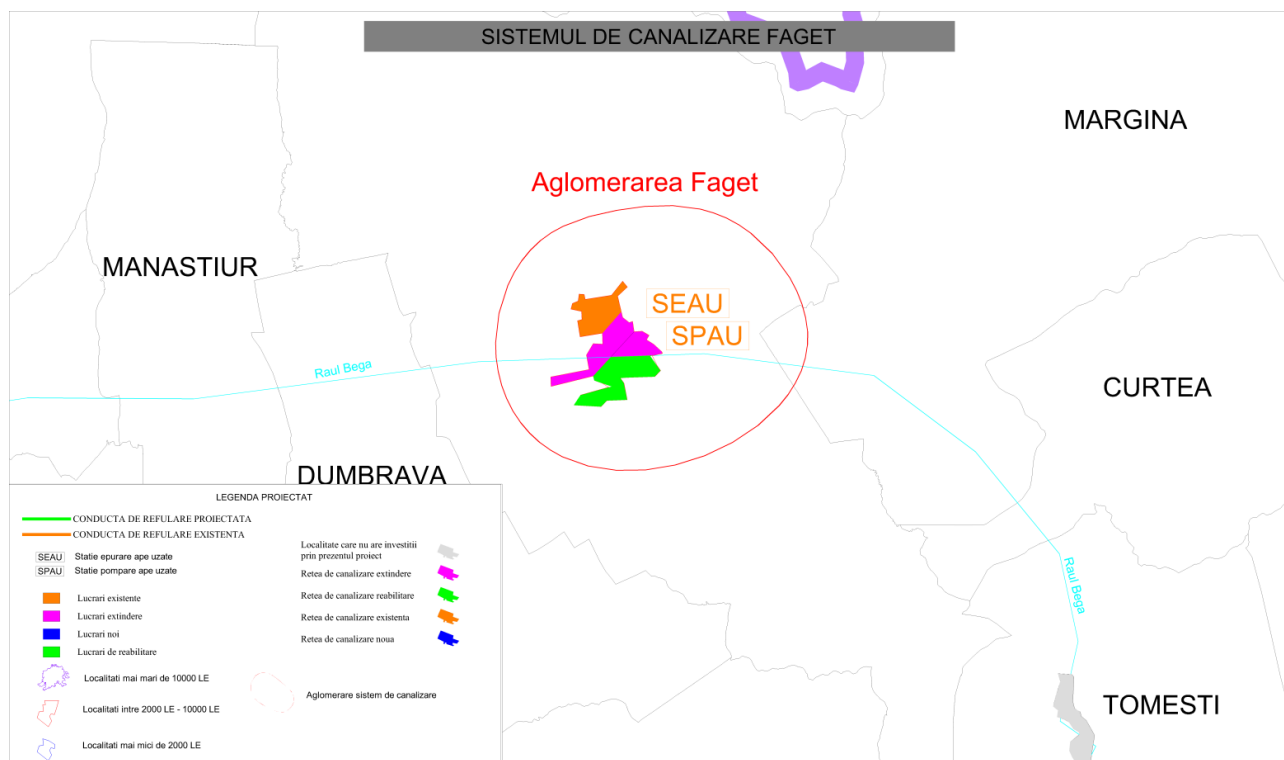 SISTEMUL DE CANALIZARE FAGET
MARGINA
Aglomerarea Faget
MANASTIUR
SEAU
SPAU
Raul Bega
CURTEA
DUMBRAVA
Raul Bega
TOMESTI
LEGENDA PROIECTAT
CONDUCTA DE REFULARE PROIECTATA
CONDUCTA DE REFULARE EXISTENTA
SEAU Statie epurare ape uzate
SPAU Statie pompare ape uzate
Lucrari existente
Lucrari extindere
Lucrari noi
Lucrari de reabilitare
Localitati mai mari de 10000 LE
Localitati intre 2000 LE - 10000 LE
Localitati mai mici de 2000 LE
Localitate care nu are investitii
prin prezentul proiect
Retea de canalizare extindere
Retea de canalizare reabilitare
Retea de canalizare existenta
Retea de canalizare noua
Aglomerare sistem de canalizare